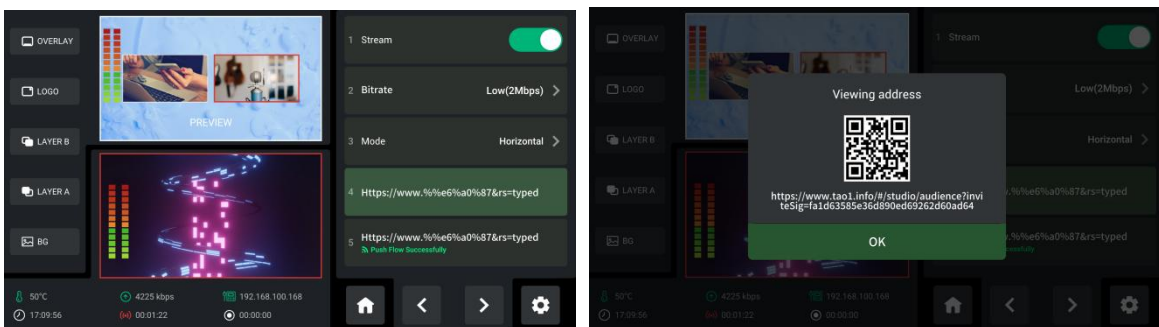 OVERLAY
LOGO
LAYER B
LAYER A
BG
PREVIEW
1 Stream
2 Bitrate Low(2Mbps) >
3 Mode Horizontal >
4 Https://www.%%e6%a0%87&rs=typed
5 Https://www.%%e6%a0%87&rs=typed
Push Flow Successfully
50°C 4225 kbps 192.168.100.168
17:09:56 00:01:22 00:00:00
OVERLAY
LOGO
LAYER B
LAYER A
BG
1 Stream
Low(2Mbps) >
Horizontal >
w.%%e6%a0%87&rs=typed
w.%%e6%a0%87&rs=typed
Viewing address
https://www.tao1.info/#/studio/audience?invi
teSig=fa1d63585e36d890ed69262d60ad64
OK
50°C 4225 kbps 192.168.100.168
17:09:56 00:01:22 00:00:00